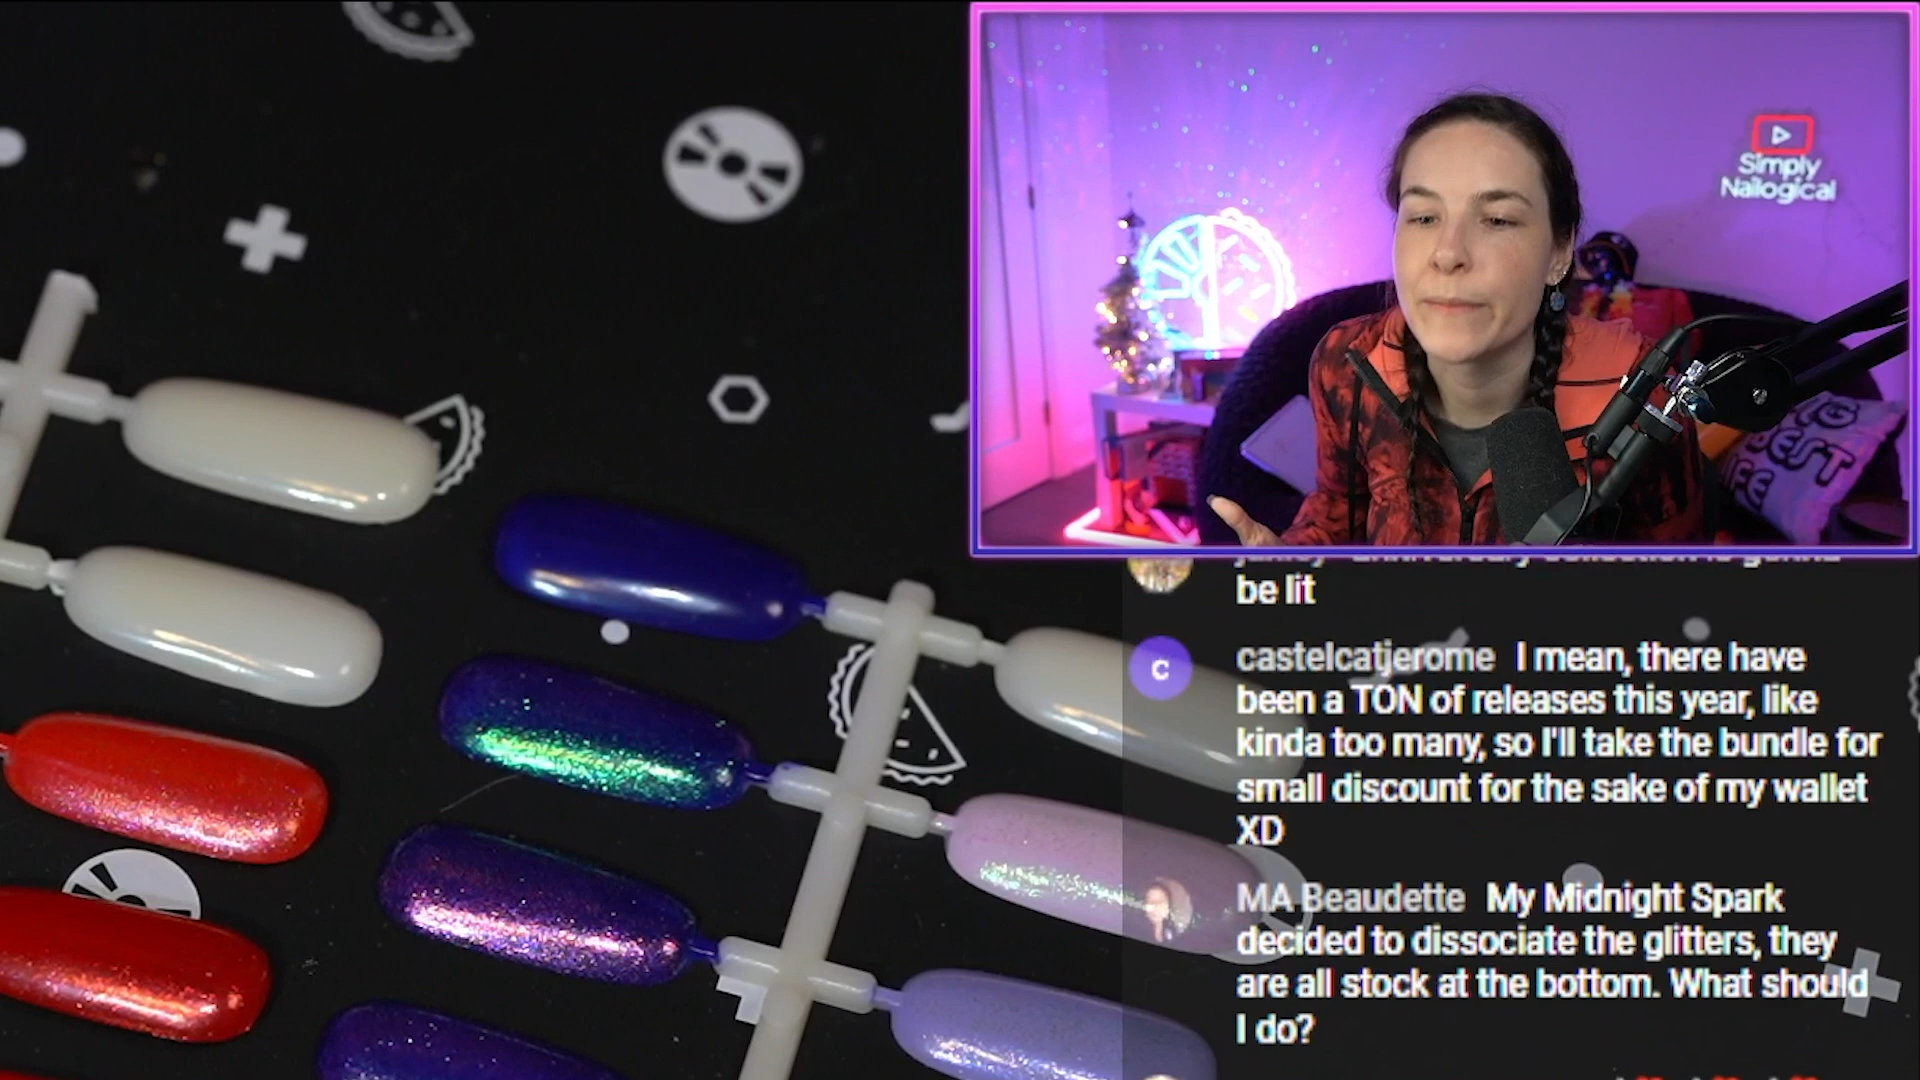 Simply
Nailogical
be lit
castelcatjerome I mean, there have
been a TON of releases this year, like
kinda too many, so I'll take the bundle for
small discount for the sake of my wallet
XD
MA Beaudette My Midnight Spark
decided to dissociate the glitters, they
are all stock at the bottom. What should
I do?
C